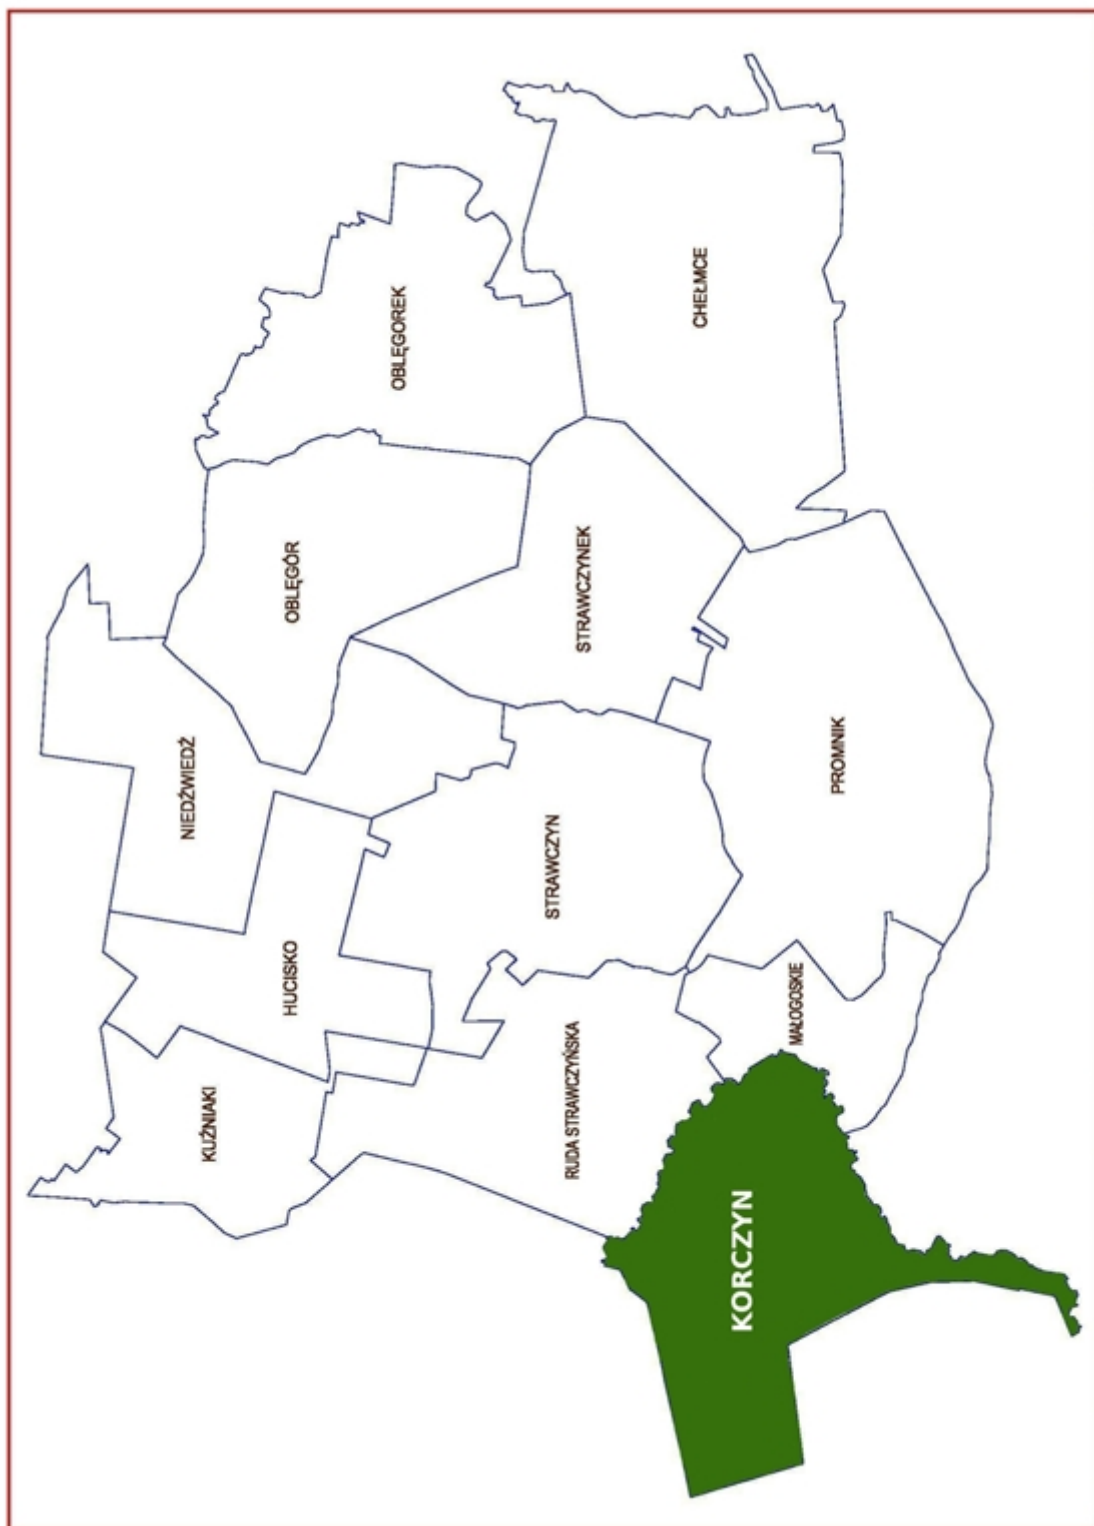 NIEDŹWIEDŹ
KUŹNIAKI
HUCISKO
OBLĘGÓR
OBLĘGOREK
STRAWCZYN
STRAWCZYNEK
RUDA STRAWCZYŃSKA
CHEŁMCE
KORCZYN
MAŁOGOSKIE
PROMNIK